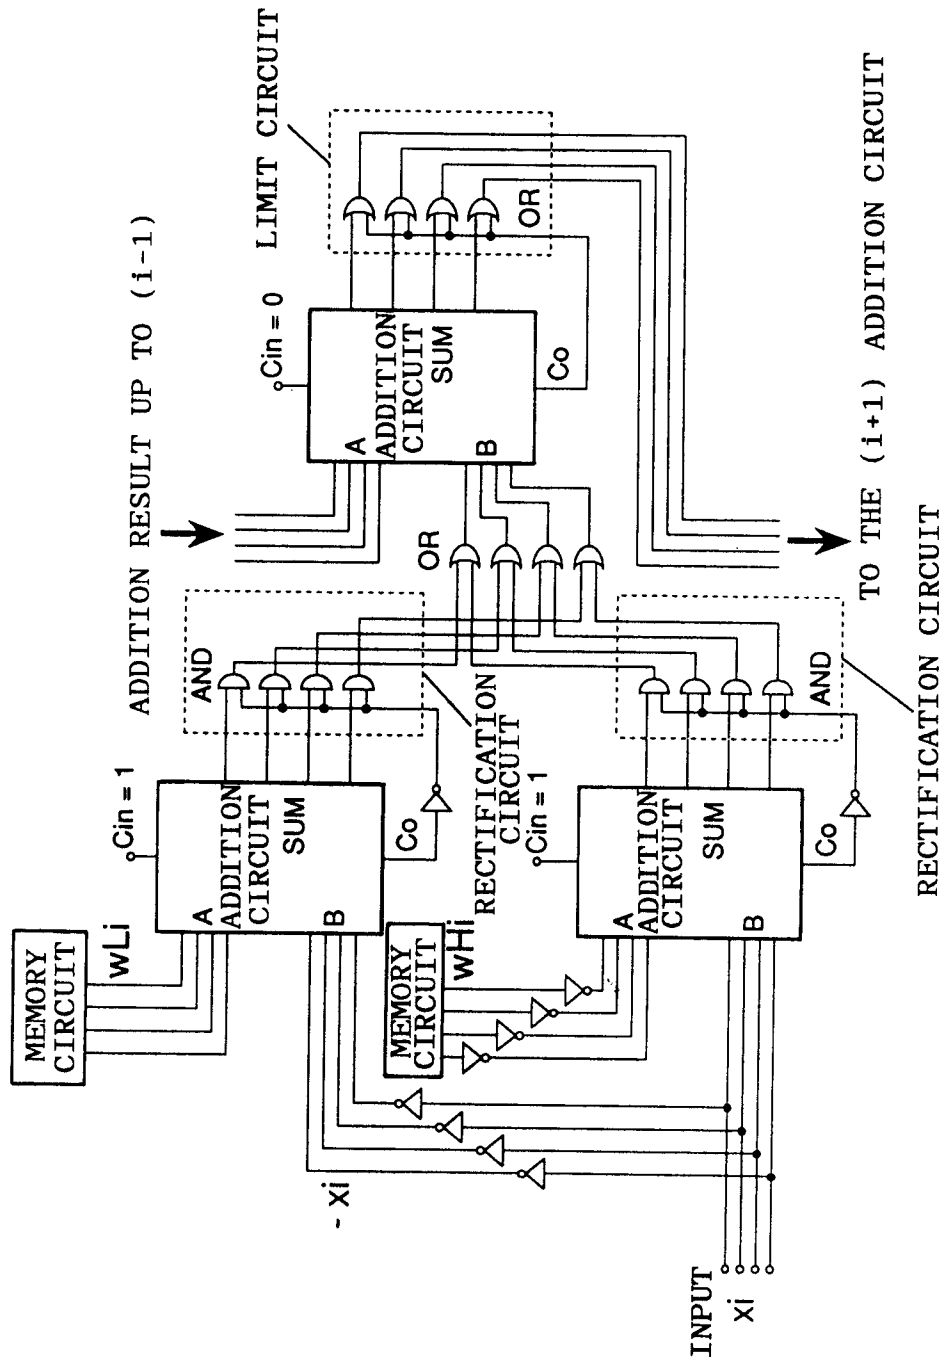 ADDITION RESULT UP TO (i-1)
LIMIT CIRCUIT
MEMORY
CIRCUIT
wLi
Cin = 1
A
ADDITION
CIRCUIT
SUM
B
Co
AND
RECTIFICATION
CIRCUIT
Cin = 0
A
ADDITION
CIRCUIT
SUM
B
Co
OR
OR
MEMORY
CIRCUIT
wHi
Cin = 1
A
ADDITION
CIRCUIT
SUM
B
Co
AND
RECTIFICATION CIRCUIT
TO THE (i+1) ADDITION CIRCUIT
- Xi
INPUT
Xi